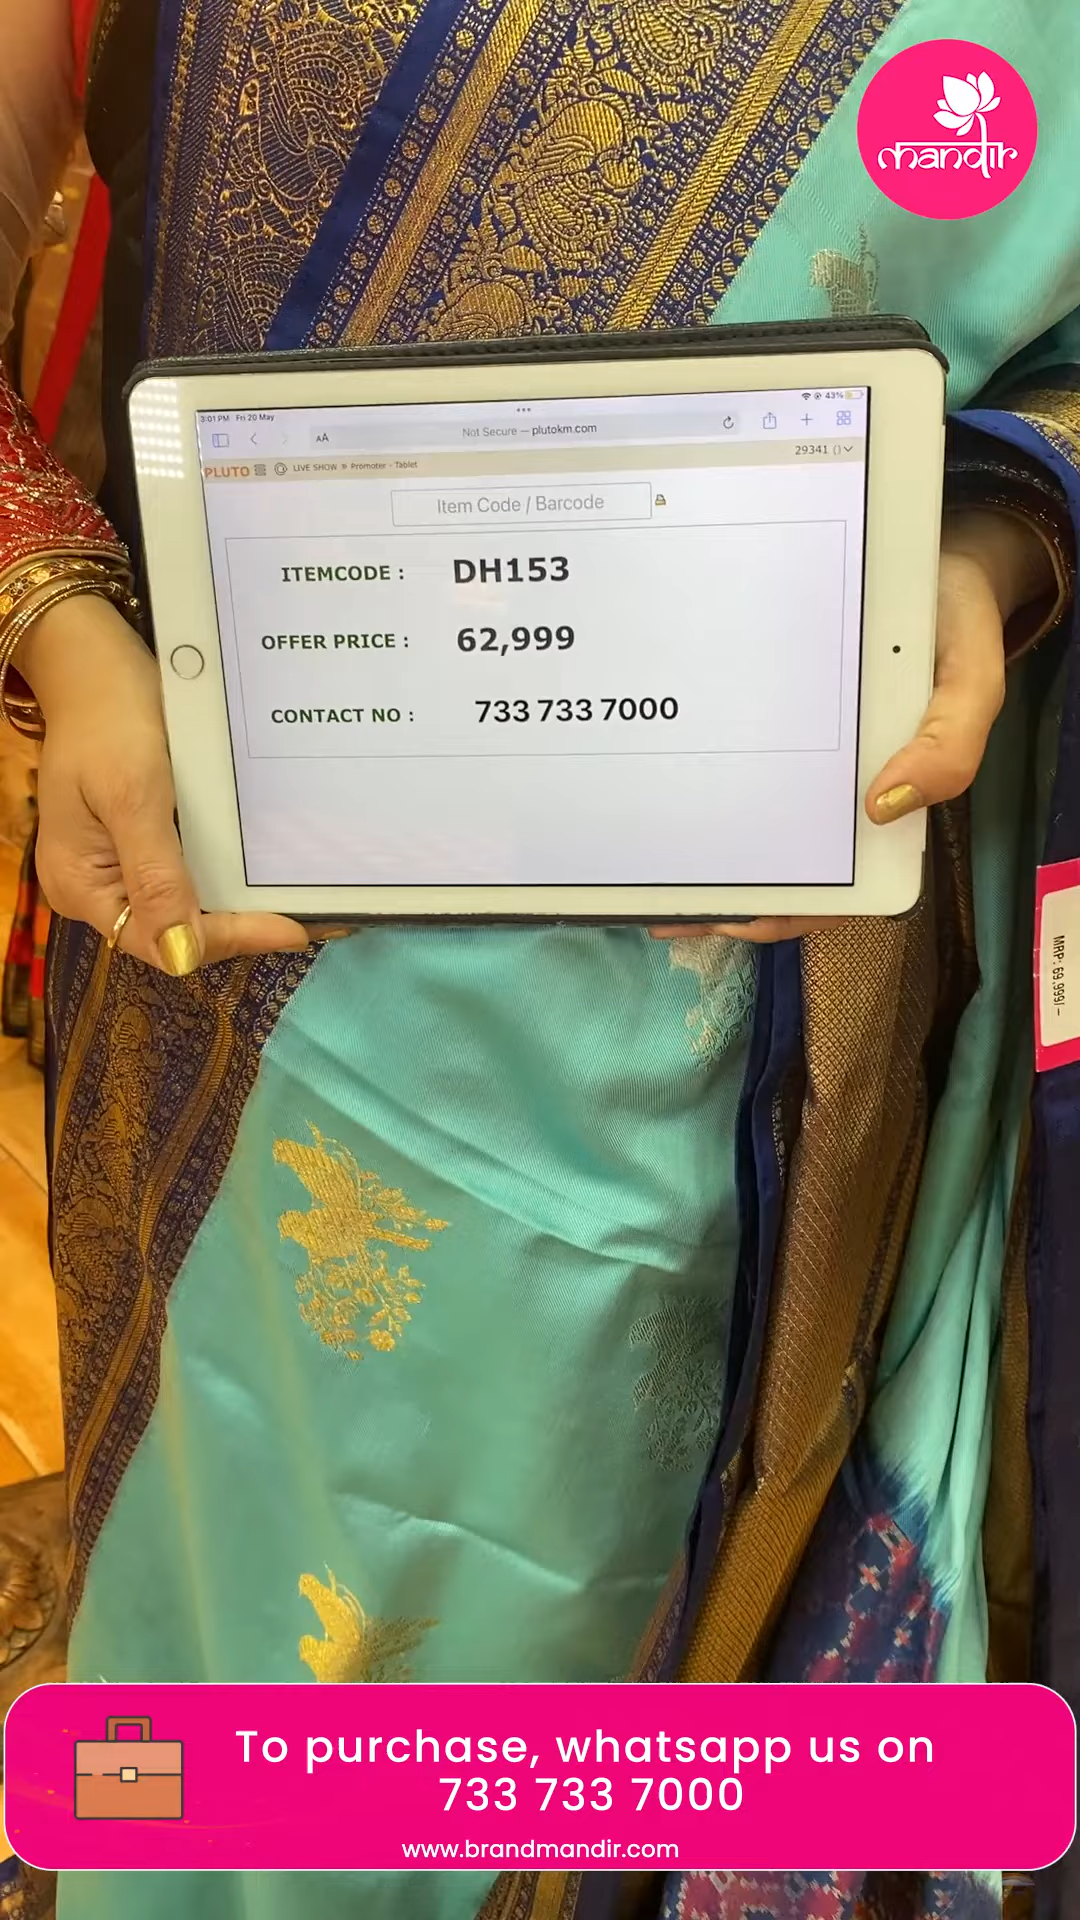 mandir
3:01 PM Fri 20 May
43%
AA
Not Secure — plutokm.com
29341 ()
PLUTO LIVE SHOW » Promoter - Tablet
Item Code / Barcode
ITEMCODE : DH153
OFFER PRICE : 62,999
CONTACT NO : 733 733 7000
MRP: 69,999/-
To purchase, whatsapp us on
733 733 7000
www.brandmandir.com